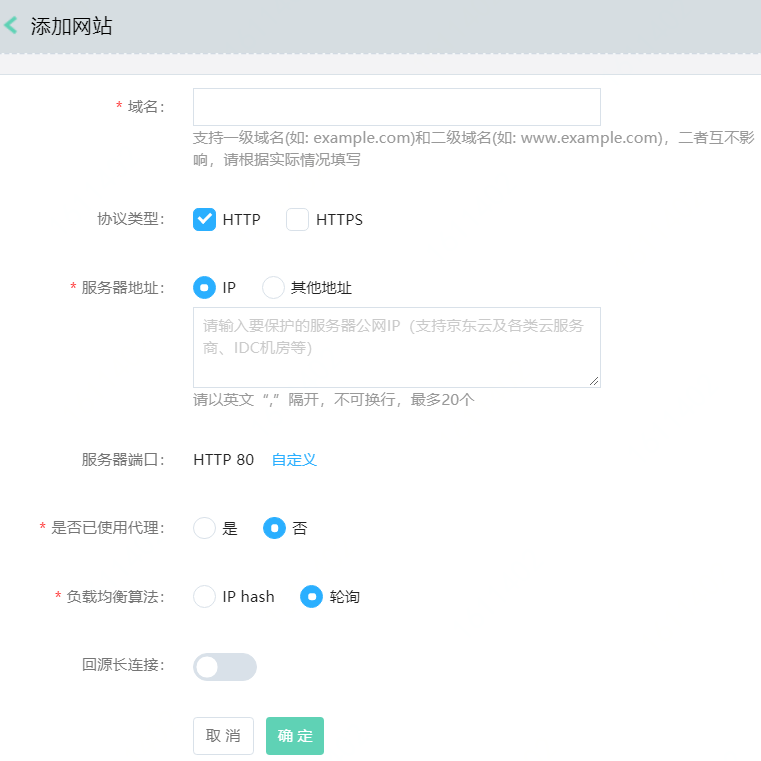 添加网站
* 域名：
支持一级域名(如: example.com)和二级域名(如: www.example.com)，二者互不影
响，请根据实际情况填写
协议类型： HTTP HTTPS
* 服务器地址： IP 其他地址
请输入要保护的服务器公网IP（支持京东云及各类云服务
商、IDC机房等）
请以英文“,”隔开，不可换行，最多20个
服务器端口： HTTP 80 自定义
* 是否已使用代理： 是 否
* 负载均衡算法： IP hash 轮询
回源长连接：
取 消 确 定